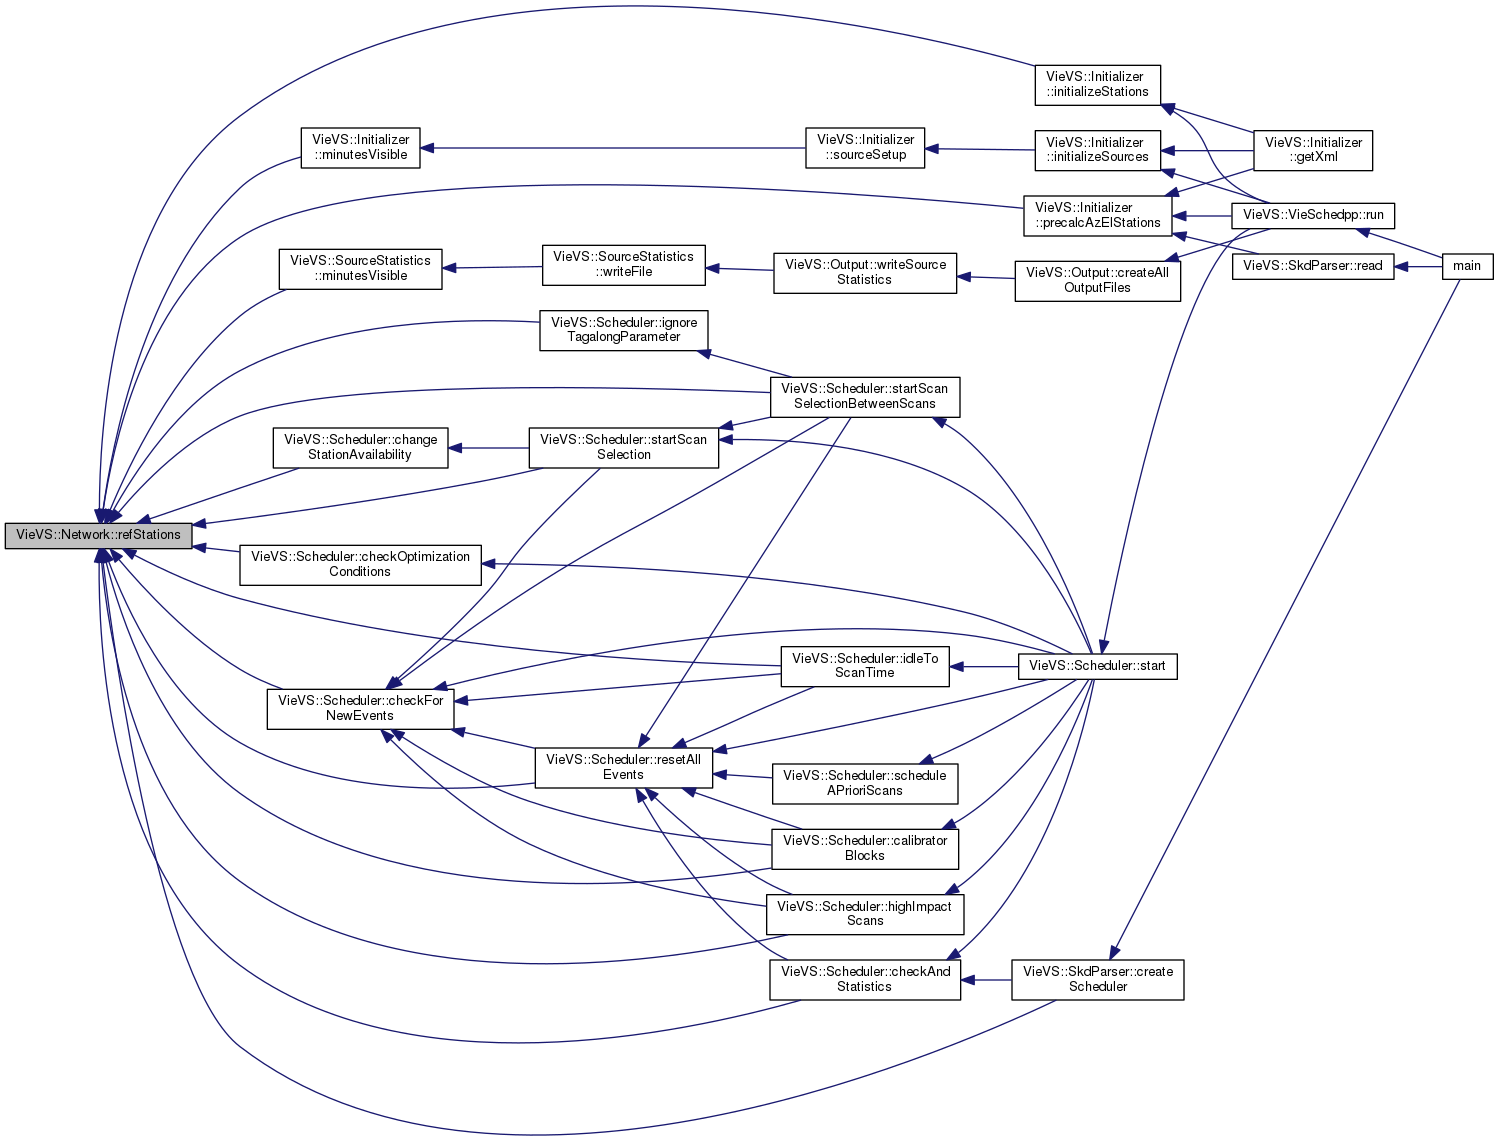 VieVS::Initializer
::initializeStations
VieVS::Initializer
::minutesVisible
VieVS::Initializer
::sourceSetup
VieVS::Initializer
::initializeSources
VieVS::Initializer
::getXml
VieVS::Initializer
::precalcAzElStations
VieVS::VieSchedpp::run
VieVS::SourceStatistics
::minutesVisible
VieVS::SourceStatistics
::writeFile
VieVS::Output::writeSource
Statistics
VieVS::Output::createAll
OutputFiles
VieVS::SkdParser::read
main
VieVS::Scheduler::ignore
TagalongParameter
VieVS::Scheduler::startScan
SelectionBetweenScans
VieVS::Scheduler::change
StationAvailability
VieVS::Scheduler::startScan
Selection
VieVS::Network::refStations
VieVS::Scheduler::checkOptimization
Conditions
VieVS::Scheduler::idleTo
ScanTime
VieVS::Scheduler::start
VieVS::Scheduler::checkFor
NewEvents
VieVS::Scheduler::resetAll
Events
VieVS::Scheduler::schedule
APrioriScans
VieVS::Scheduler::calibrator
Blocks
VieVS::Scheduler::highImpact
Scans
VieVS::Scheduler::checkAnd
Statistics
VieVS::SkdParser::create
Scheduler